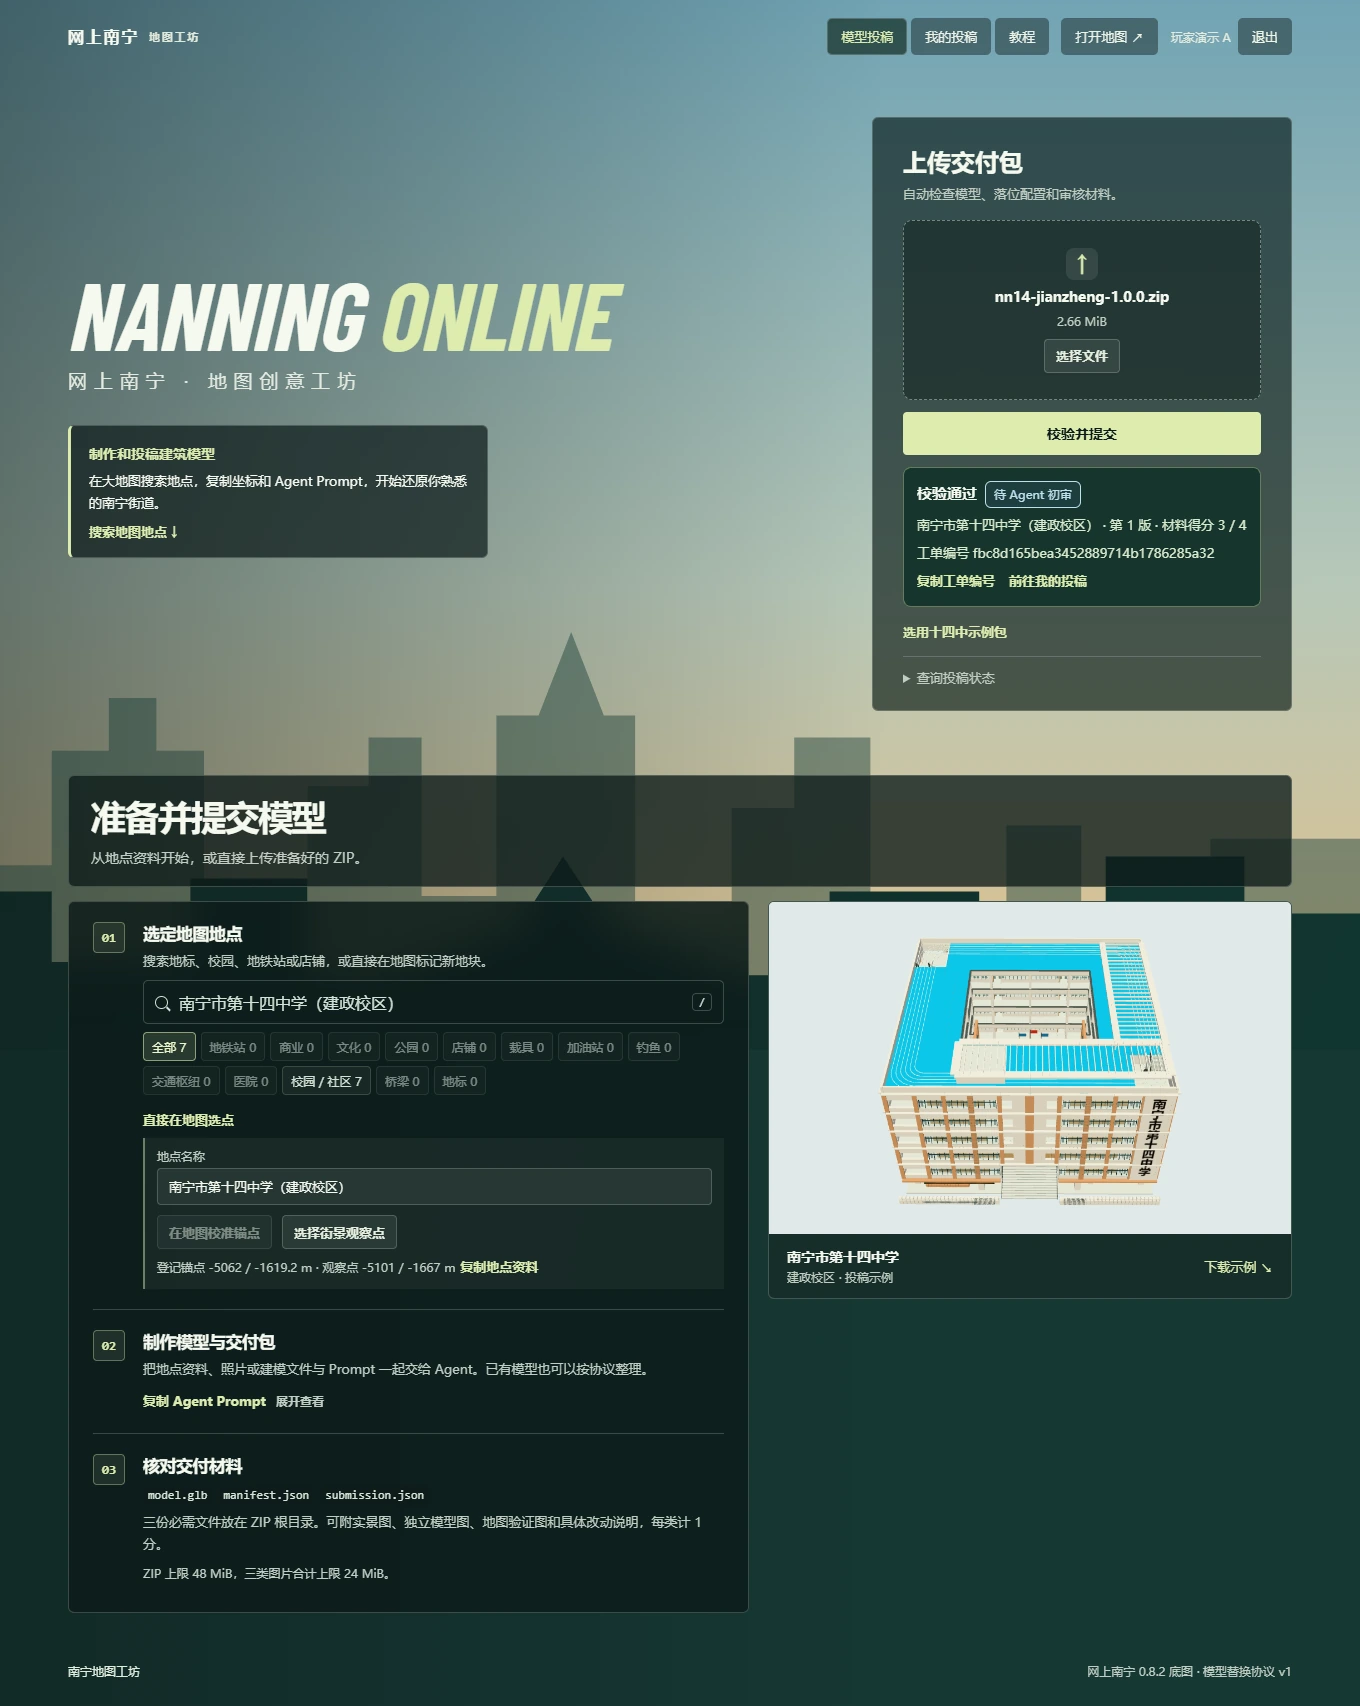 网上南宁 地图工坊
模型投稿 我的投稿 教程 打开地图 ↗ 玩家演示 A 退出
上传交付包
自动检查模型、落位配置和审核材料。
↑
nn14-jianzheng-1.0.0.zip
2.66 MiB
选择文件
校验并提交
校验通过 待 Agent 初审
南宁市第十四中学（建政校区） · 第 1 版 · 材料得分 3 / 4
工单编号 fbc8d165bea3452889714b1786285a32
复制工单编号 前往我的投稿
选用十四中示例包
▶ 查询投稿状态
NANNING ONLINE
网上南宁 · 地图创意工坊
制作和投稿建筑模型
在大地图搜索地点，复制坐标和 Agent Prompt，开始还原你熟悉
的南宁街道。
搜索地图地点 ↓
准备并提交模型
从地点资料开始，或直接上传准备好的 ZIP。
01 选定地图地点
搜索地标、校园、地铁站或店铺，或直接在地图标记新地块。
南宁市第十四中学（建政校区） /
全部 7 地铁站 0 商业 0 文化 0 公园 0 店铺 0 载具 0 加油站 0 钓鱼 0
交通枢纽 0 医院 0 校园 / 社区 7 桥梁 0 地标 0
直接在地图选点
地点名称
南宁市第十四中学（建政校区）
在地图校准锚点 选择街景观察点
登记锚点 -5062 / -1619.2 m · 观察点 -5101 / -1667 m 复制地点资料
02 制作模型与交付包
把地点资料、照片或建模文件与 Prompt 一起交给 Agent。已有模型也可以按协议整理。
复制 Agent Prompt 展开查看
03 核对交付材料
model.glb manifest.json submission.json
三份必需文件放在 ZIP 根目录。可附实景图、独立模型图、地图验证图和具体改动说明，每类计 1
分。
ZIP 上限 48 MiB，三类图片合计上限 24 MiB。
南宁市第十四中学
南宁市第十四中学
建政校区 · 投稿示例
下载示例 ↘
南宁地图工坊
网上南宁 0.8.2 底图 · 模型替换协议 v1